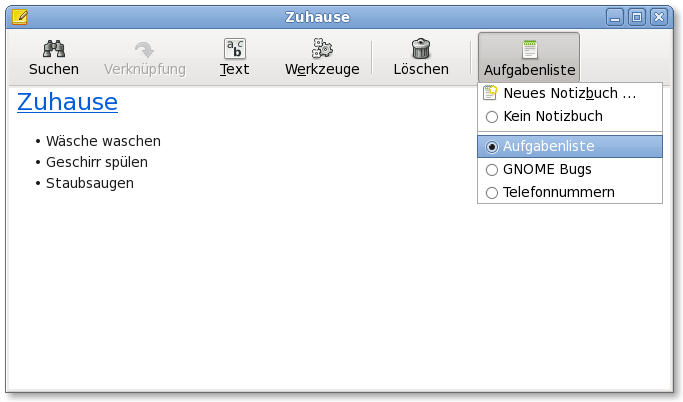 Zuhause
Suchen
Verknüpfung
Text
Werkzeuge
Löschen
Aufgabenliste
Neues Notizbuch ...
Kein Notizbuch
Aufgabenliste
GNOME Bugs
Telefonnummern
Zuhause
• Wäsche waschen
• Geschirr spülen
• Staubsaugen